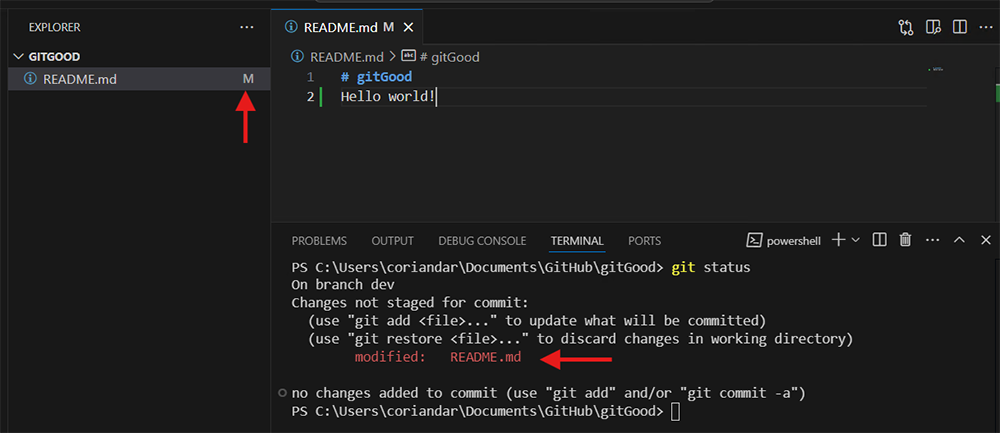 EXPLORER ...
GITGOOD
README.md M
README.md M
README.md > # gitGood
1 # gitGood
2 Hello world!
PROBLEMS OUTPUT DEBUG CONSOLE TERMINAL PORTS powershell
PS C:\Users\coriandar\Documents\GitHub\gitGood> git status
On branch dev
Changes not staged for commit:
(use "git add <file>..." to update what will be committed)
(use "git restore <file>..." to discard changes in working directory)
modified: README.md
no changes added to commit (use "git add" and/or "git commit -a")
PS C:\Users\coriandar\Documents\GitHub\gitGood>